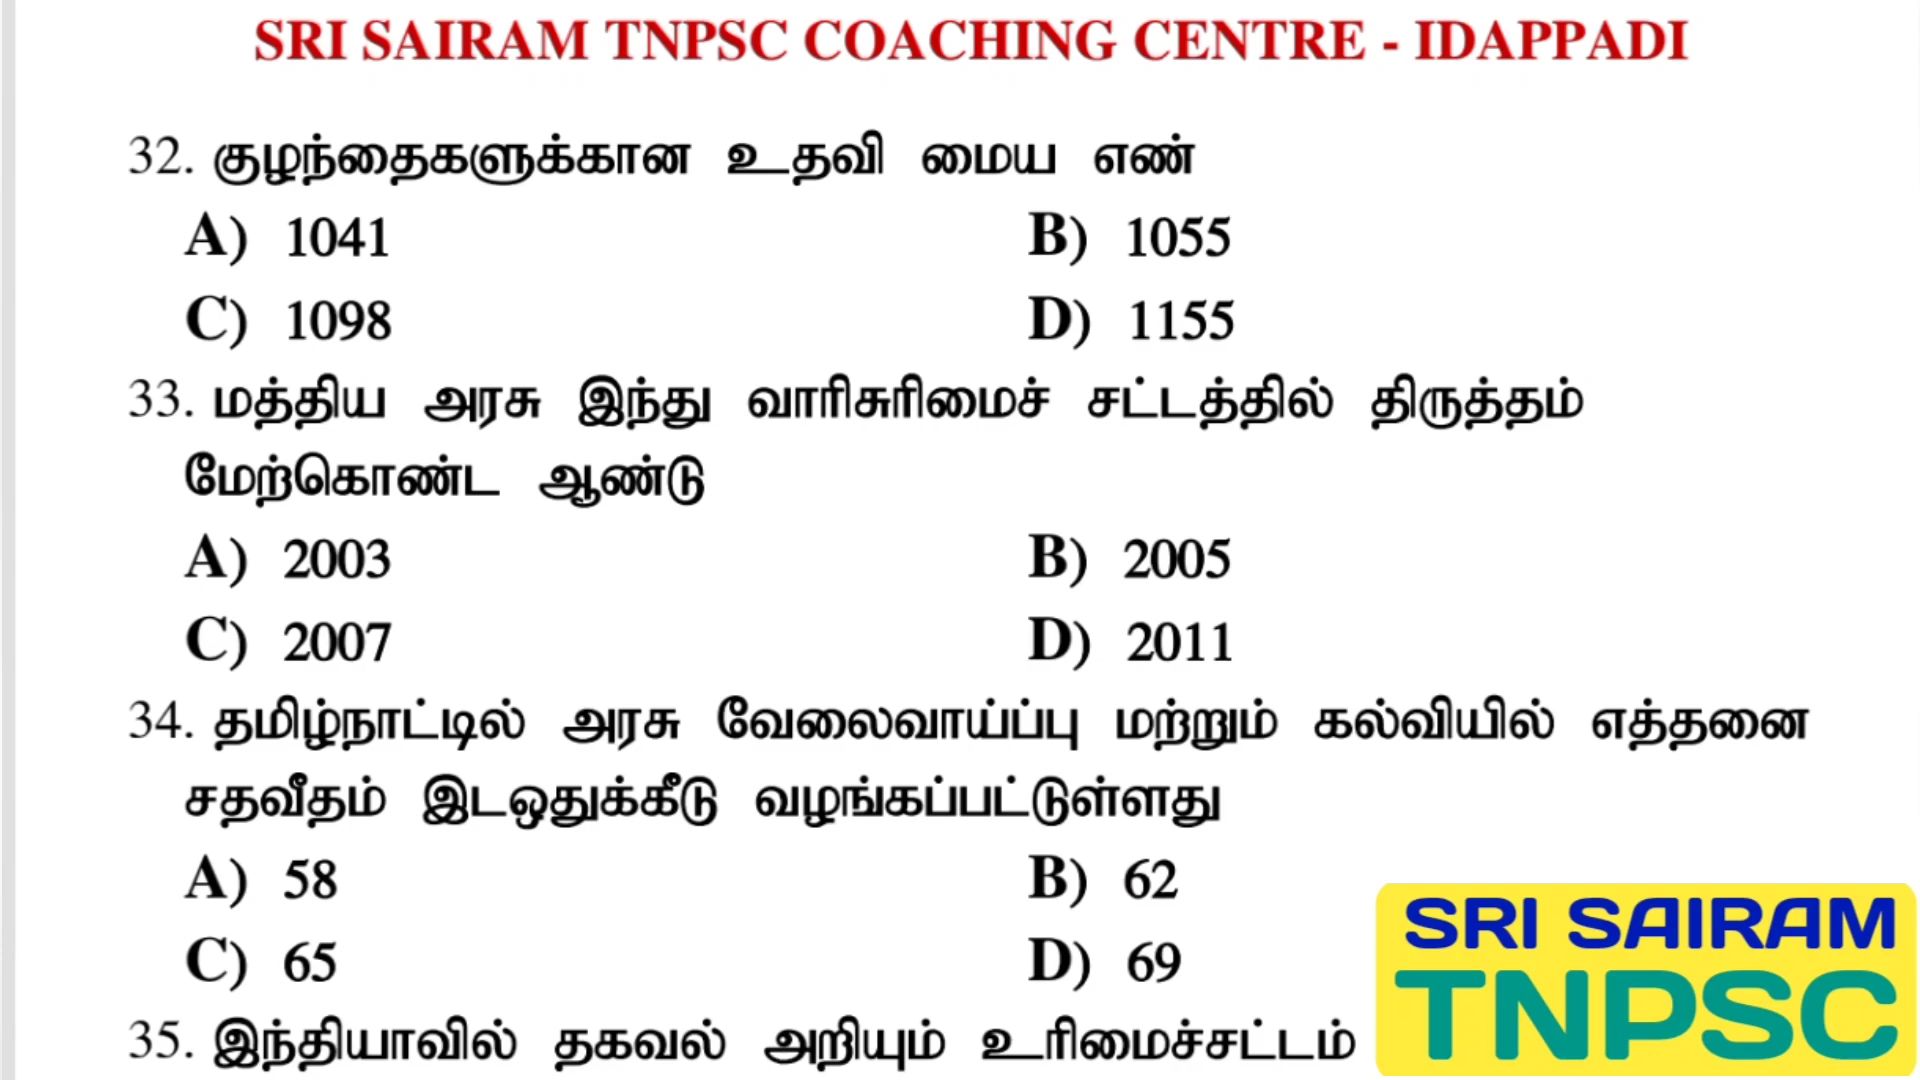 SRI SAIRAM TNPSC COACHING CENTRE - IDAPPADI
32. குழந்தைகளுக்கான உதவி மைய எண்
A) 1041 B) 1055
C) 1098 D) 1155
33. மத்திய அரசு இந்து வாரிசுரிமைச் சட்டத்தில் திருத்தம்
மேற்கொண்ட ஆண்டு
A) 2003 B) 2005
C) 2007 D) 2011
34. தமிழ்நாட்டில் அரசு வேலைவாய்ப்பு மற்றும் கல்வியில் எத்தனை
சதவீதம் இடஒதுக்கீடு வழங்கப்பட்டுள்ளது
A) 58 B) 62
C) 65 D) 69
35. இந்தியாவில் தகவல் அறியும் உரிமைச்சட்டம்
SRI SAIRAM
TNPSC